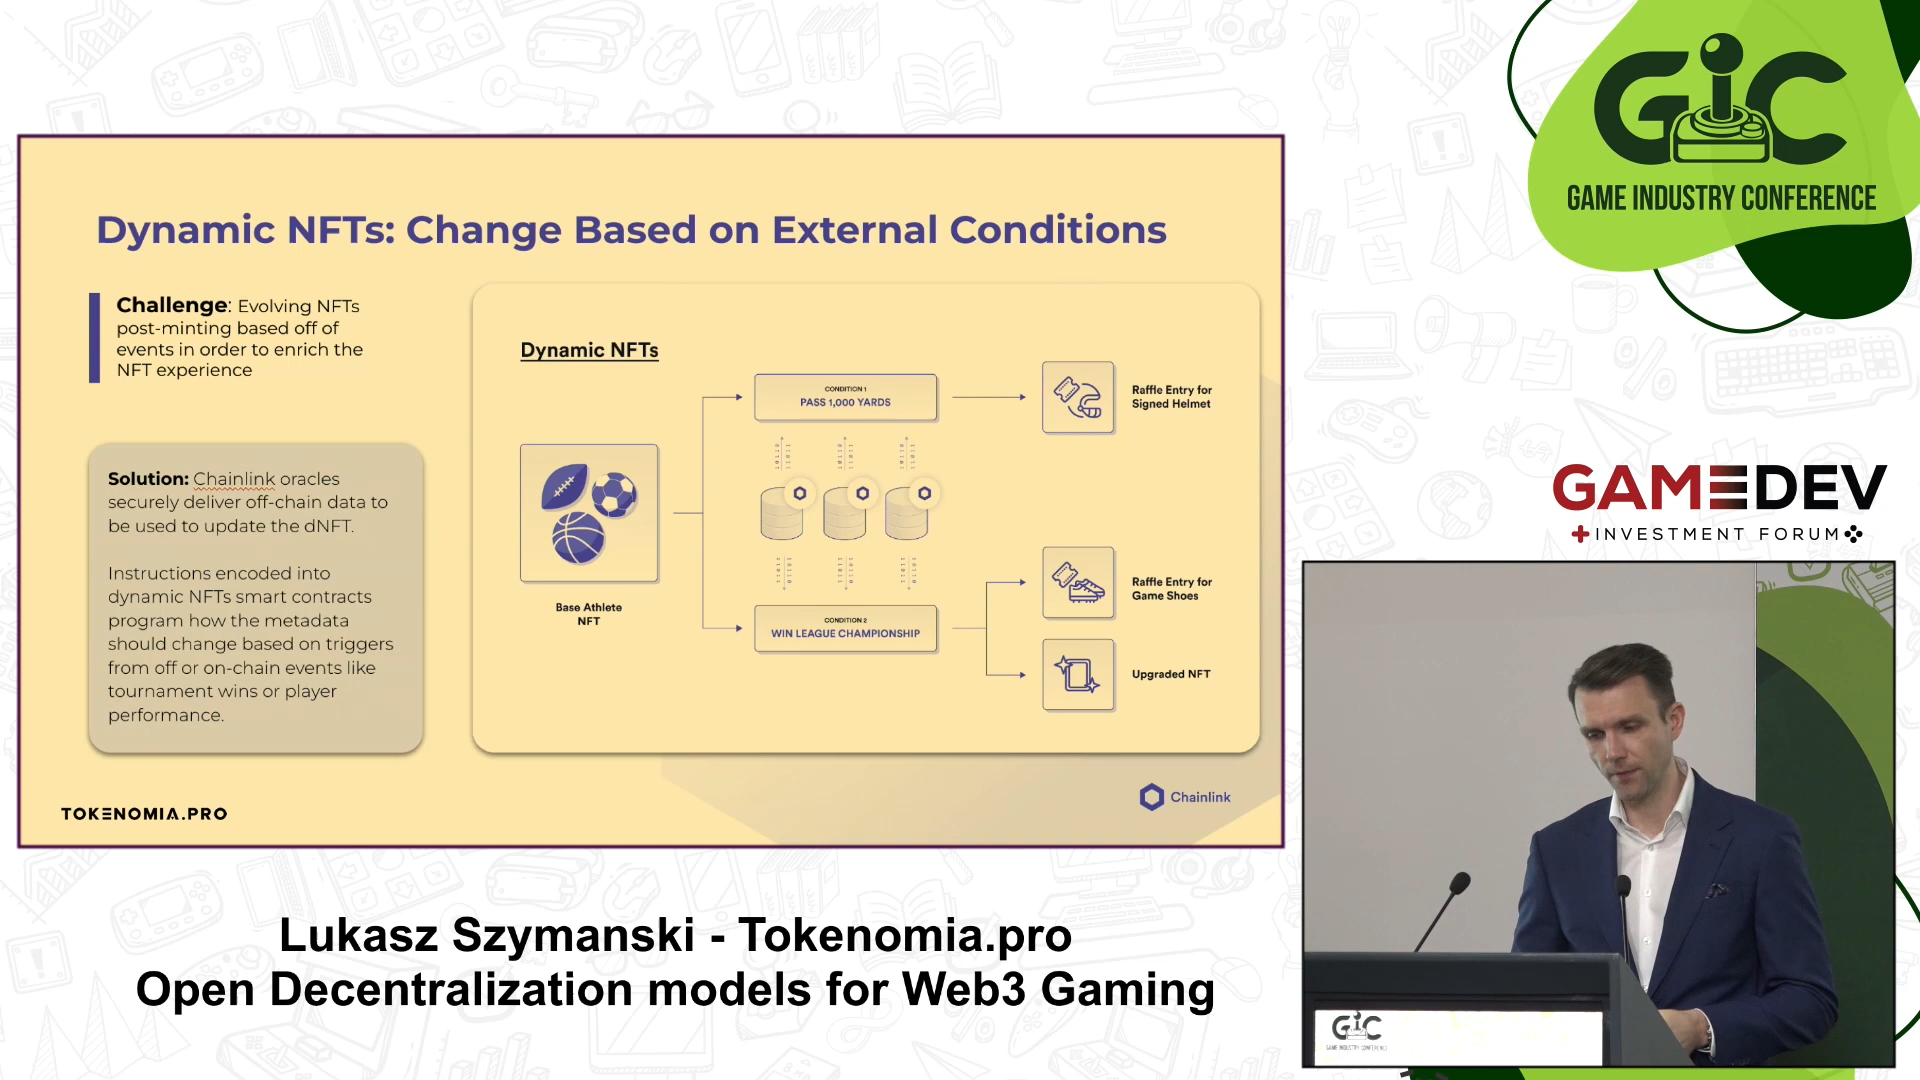 GIC
GAME INDUSTRY CONFERENCE
Dynamic NFTs: Change Based on External Conditions
Challenge: Evolving NFTs
post-minting based off of
events in order to enrich the
NFT experience
Solution: Chainlink oracles
securely deliver off-chain data to
be used to update the dNFT.
Instructions encoded into
dynamic NFTs smart contracts
program how the metadata
should change based on triggers
from off or on-chain events like
tournament wins or player
performance.
Dynamic NFTs
Base Athlete
NFT
CONDITION 1
PASS 1,000 YARDS
CONDITION 2
WIN LEAGUE CHAMPIONSHIP
Raffle Entry for
Signed Helmet
Raffle Entry for
Game Shoes
Upgraded NFT
TOKENOMIA.PRO
Chainlink
GAMEDEV
INVESTMENT FORUM
GIC
GAME INDUSTRY CONFERENCE
Lukasz Szymanski - Tokenomia.pro
Open Decentralization models for Web3 Gaming